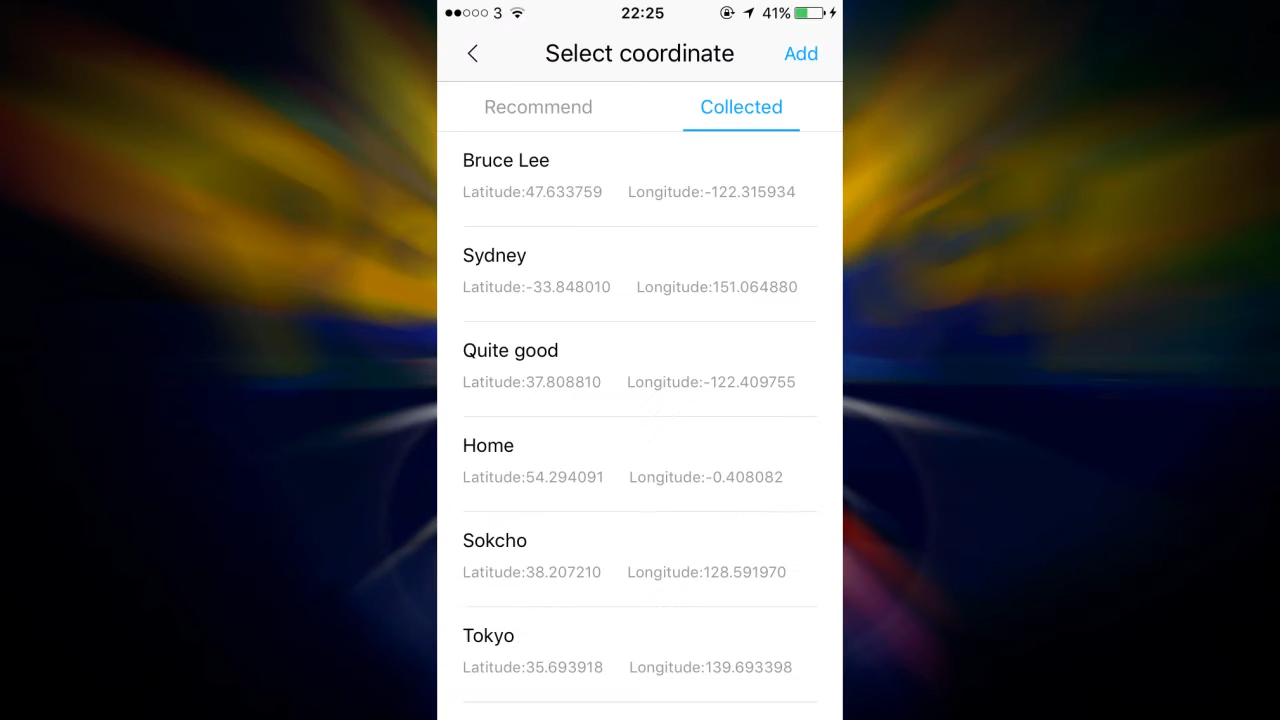 3 22:25 41%
Select coordinate Add
Recommend Collected
Bruce Lee
Latitude:47.633759 Longitude:-122.315934
Sydney
Latitude:-33.848010 Longitude:151.064880
Quite good
Latitude:37.808810 Longitude:-122.409755
Home
Latitude:54.294091 Longitude:-0.408082
Sokcho
Latitude:38.207210 Longitude:128.591970
Tokyo
Latitude:35.693918 Longitude:139.693398